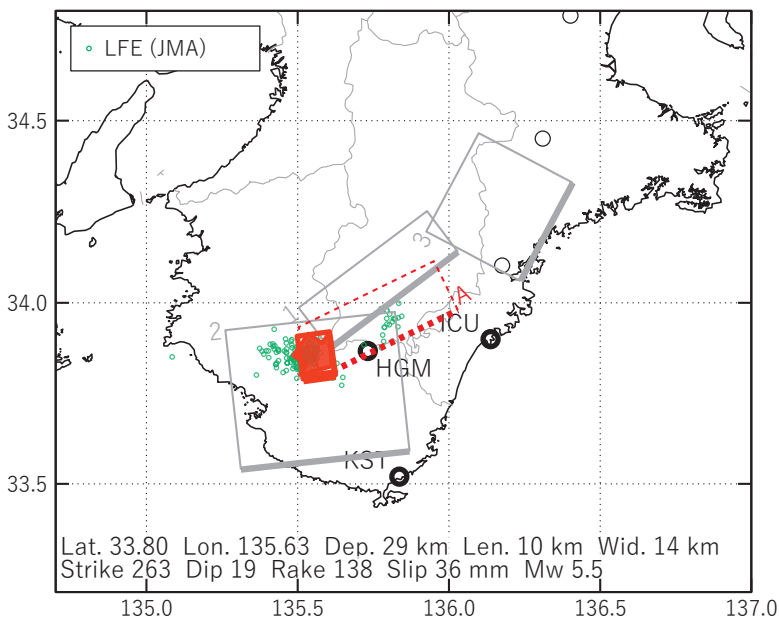 LFE (JMA)
34.5
34.0
33.5
3
1
2
A
ICU
HGM
KST
Lat. 33.80 Lon. 135.63 Dep. 29 km Len. 10 km Wid. 14 km
Strike 263 Dip 19 Rake 138 Slip 36 mm Mw 5.5
135.0 135.5 136.0 136.5 137.0